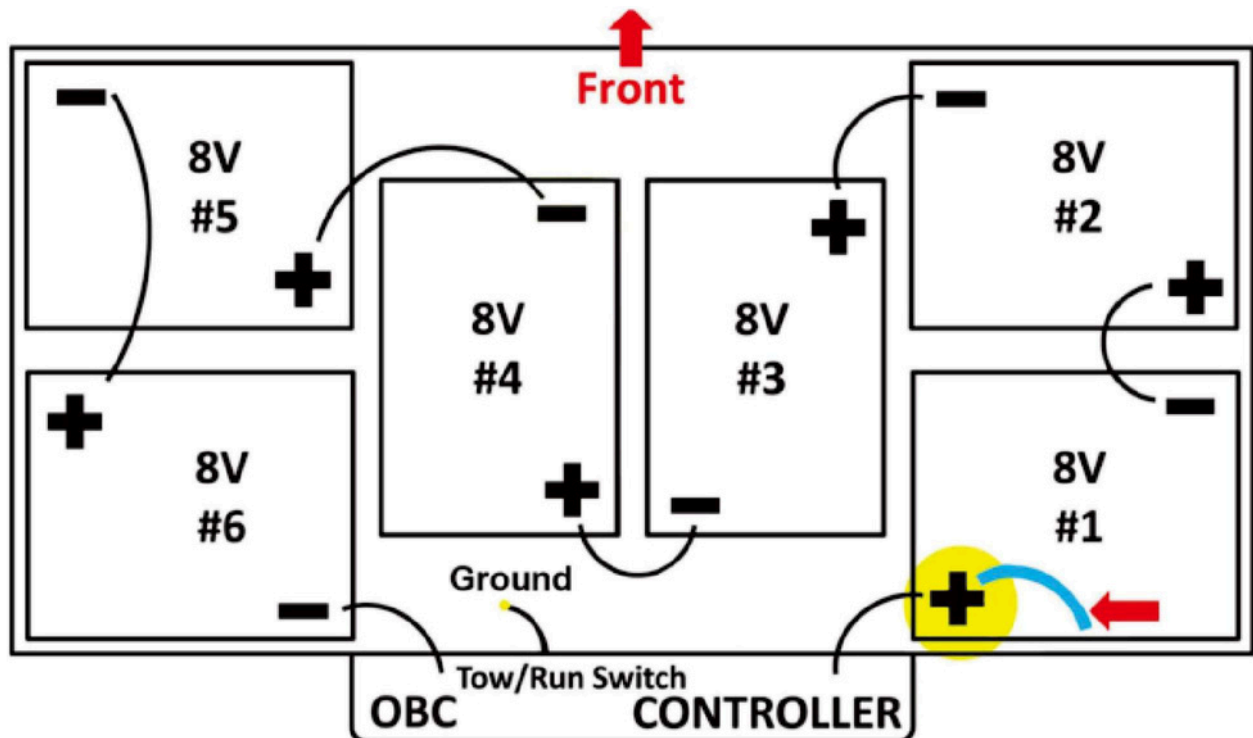 Front
8V
#5
8V
#4
8V
#3
8V
#2
8V
#6
8V
#1
Ground
Tow/Run Switch
OBC
CONTROLLER